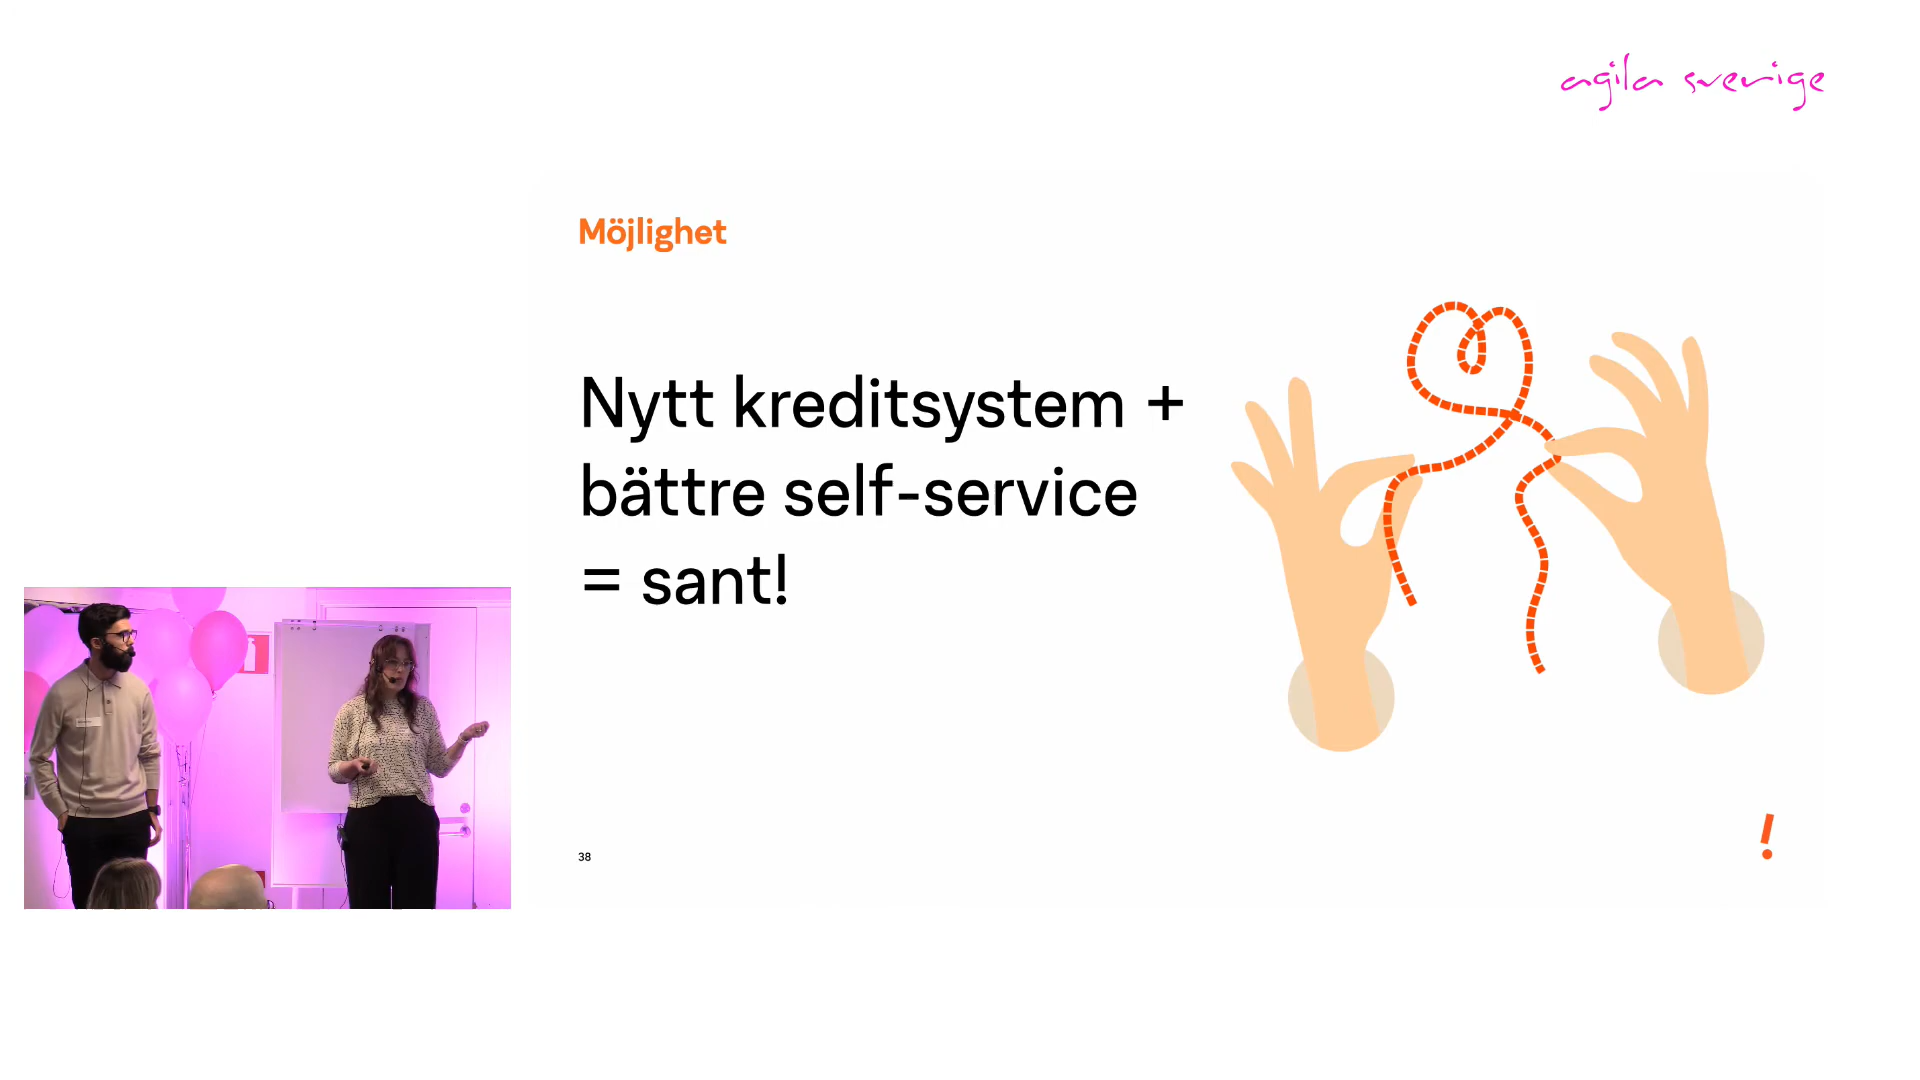 agila sverige
Möjlighet
Nytt kreditsystem +
bättre self-service
= sant!
38
!